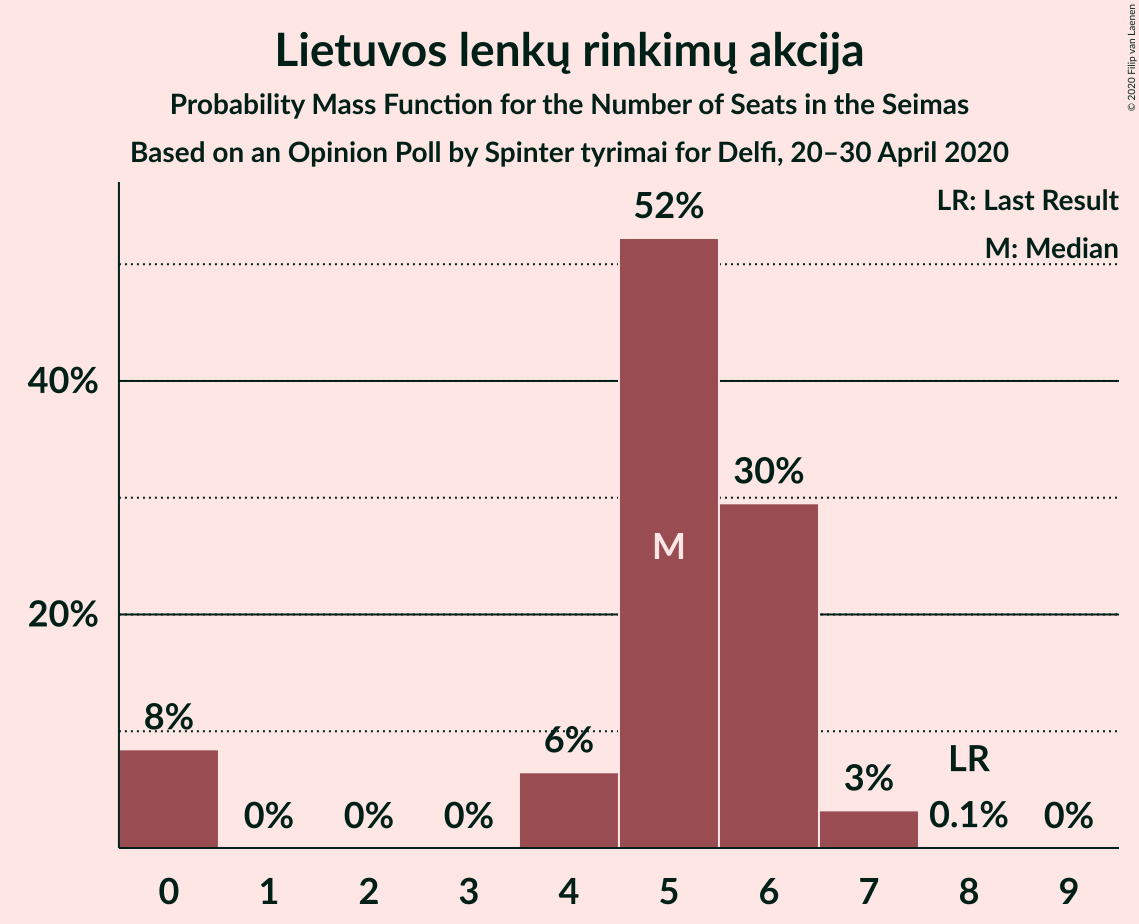 Lietuvos lenkų rinkimų akcija
Probability Mass Function for the Number of Seats in the Seimas
Based on an Opinion Poll by Spinter tyrimai for Delfi, 20–30 April 2020
© 2020 Filip van Laenen
LR: Last Result
M: Median
52%
40%
30%
M
20%
8%
6%
LR
3%
0%
0%
0%
0.1%
0%
0 1 2 3 4 5 6 7 8 9